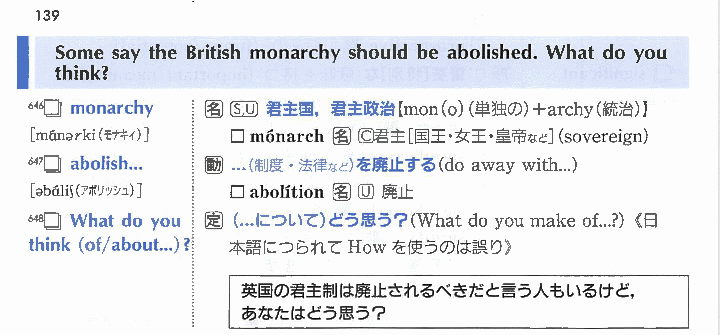 139
Some say the British monarchy should be abolished. What do you
think?
646 monarchy
[mánərki (モナキィ)]
名 Ⓢ,Ⓤ 君主国，君主政治【mon(o) (単独の)+archy (統治)】
□ mónarch 名 Ⓒ君主[国王・女王・皇帝など] (sovereign)
647 abolish...
[əbáliʃ (アボリッシュ)]
動 ...(制度・法律など)を廃止する(do away with...)
□ abolítion 名 Ⓤ 廃止
648 What do you
think (of/about...)?
定 (...について)どう思う？(What do you make of...?)《日
本語につられて How を使うのは誤り》
英国の君主制は廃止されるべきだと言う人もいるけど，
あなたはどう思う？